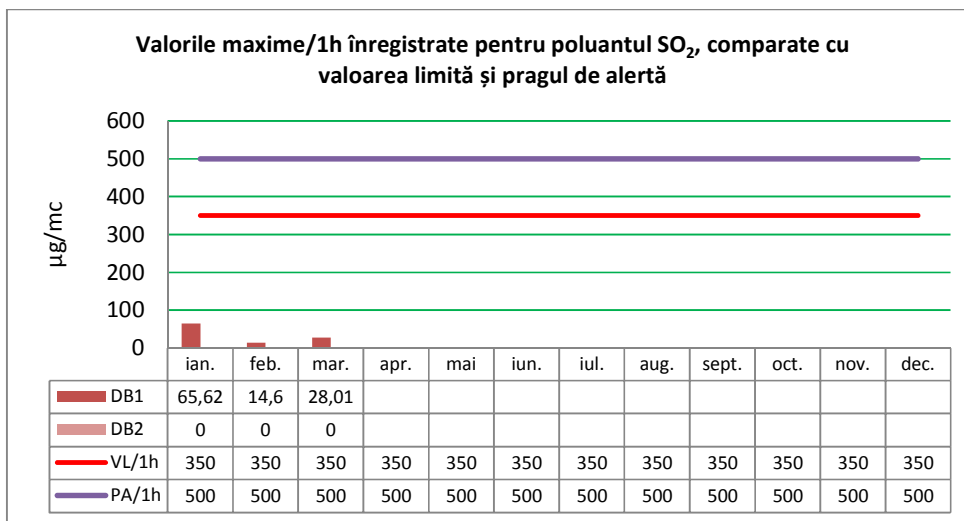 Valorile maxime/1h înregistrate pentru poluantul SO₂, comparate cu
valoarea limită și pragul de alertă
600
500
400
300
200
100
0
µg/mc
ian. feb. mar. apr. mai iun. iul. aug. sept. oct. nov. dec.
DB1 65,62 14,6 28,01
DB2 0 0 0
VL/1h 350 350 350 350 350 350 350 350 350 350 350 350
PA/1h 500 500 500 500 500 500 500 500 500 500 500 500